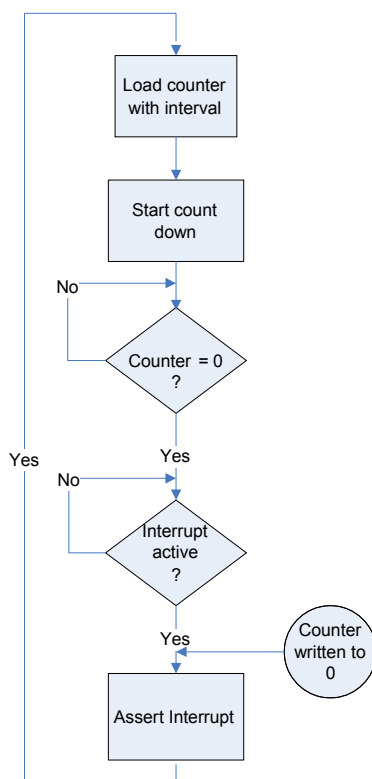 Load counter
with interval
Start count
down
No
Counter = 0
?
Yes
Yes
No
Interrupt
active
?
Yes
Counter
written to
0
Assert Interrupt